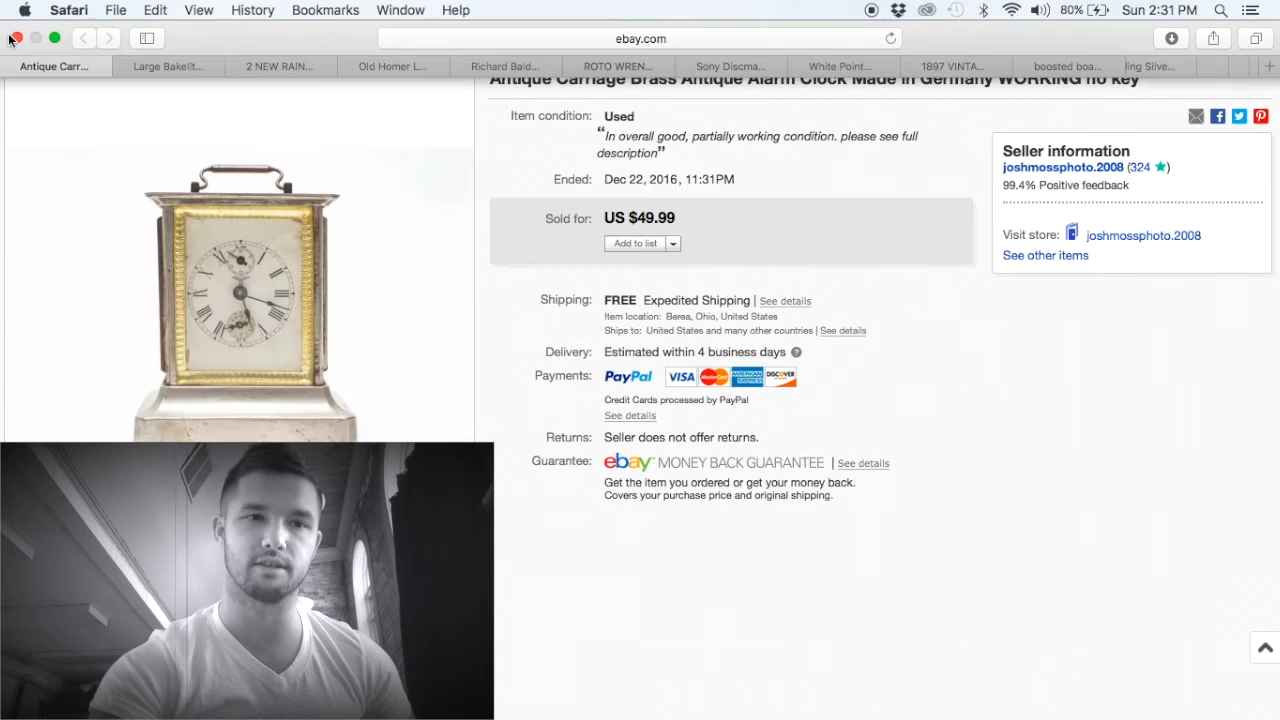 Safari File Edit View History Bookmarks Window Help 80% Sun 2:31 PM
ebay.com
Antique Carr... Large Bakelit... 2 NEW RAIN... Old Homer L... Richard Bald... ROTO WREN... Sony Discma... White Point... 1897 VINTA... boosted boa... ling Silve...
Antique Carriage Brass Antique Alarm Clock Made in Germany WORKING no key
Item condition: Used
“In overall good, partially working condition. please see full
description”
Ended: Dec 22, 2016, 11:31PM
Sold for: US $49.99
Add to list
Shipping: FREE Expedited Shipping | See details
Item location: Berea, Ohio, United States
Ships to: United States and many other countries | See details
Delivery: Estimated within 4 business days ?
Payments: PayPal VISA MasterCard AMERICAN EXPRESS DISCOVER
Credit Cards processed by PayPal
See details
Returns: Seller does not offer returns.
Guarantee: ebay MONEY BACK GUARANTEE | See details
Get the item you ordered or get your money back.
Covers your purchase price and original shipping.
Seller information
joshmossphoto.2008 (324 ★)
99.4% Positive feedback
Visit store: joshmossphoto.2008
See other items